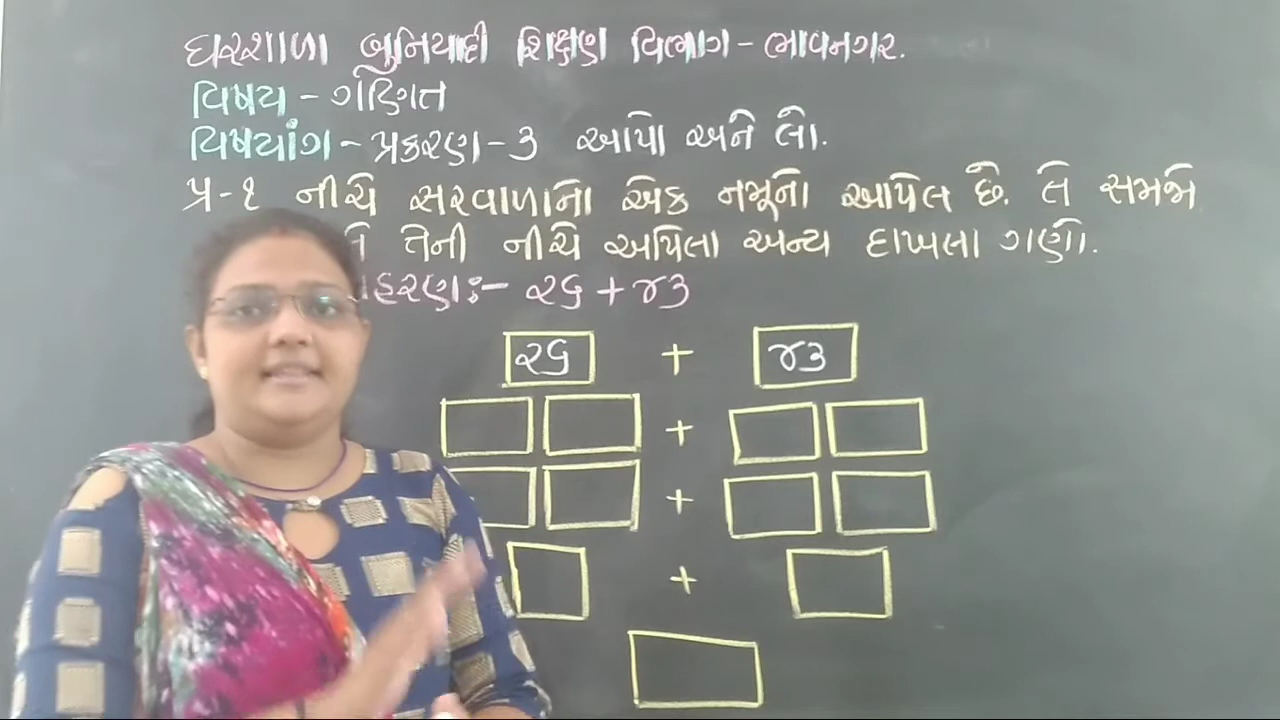 ઘરશાળા બુનિયાદી શિક્ષણ વિભાગ - ભાવનગર.
વિષય - ગણિત
વિષયાંગ - પ્રકરણ - ૩ આપો અને લો.
પ્ર - ૧ નીચે સરવાળાનો એક નમૂનો આપેલ છે. તે સમજો
તેની નીચે આપેલા અન્ય દાખલા ગણો.
૨૬ + ૪૩
૨૬ + ૪૩
+
+
+